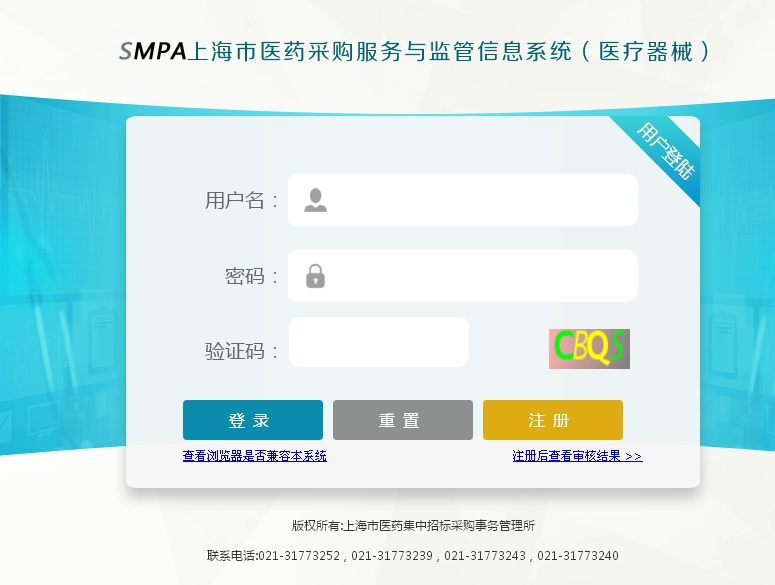 SMPA上海市医药采购服务与监管信息系统（医疗器械）
用户登陆
用户名：
密码：
验证码：
CBQS
登 录 重 置 注 册
查看浏览器是否兼容本系统 注册后查看审核结果 >>
版权所有:上海市医药集中招标采购事务管理所
联系电话:021-31773252 , 021-31773239 , 021-31773243 , 021-31773240